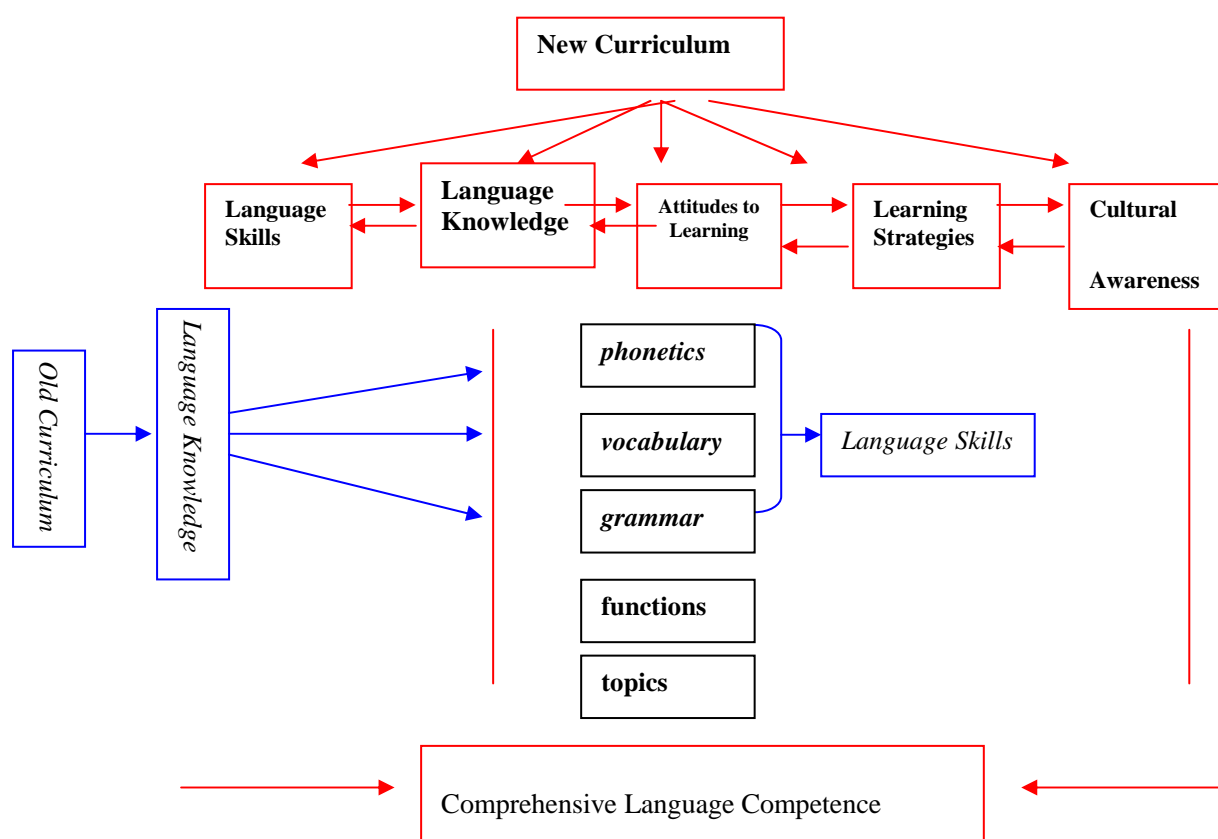 New Curriculum
Language
Skills
Language
Knowledge
Attitudes to
Learning
Learning
Strategies
Cultural
Awareness
Old Curriculum
Language Knowledge
phonetics
vocabulary
grammar
functions
topics
Language Skills
Comprehensive Language Competence